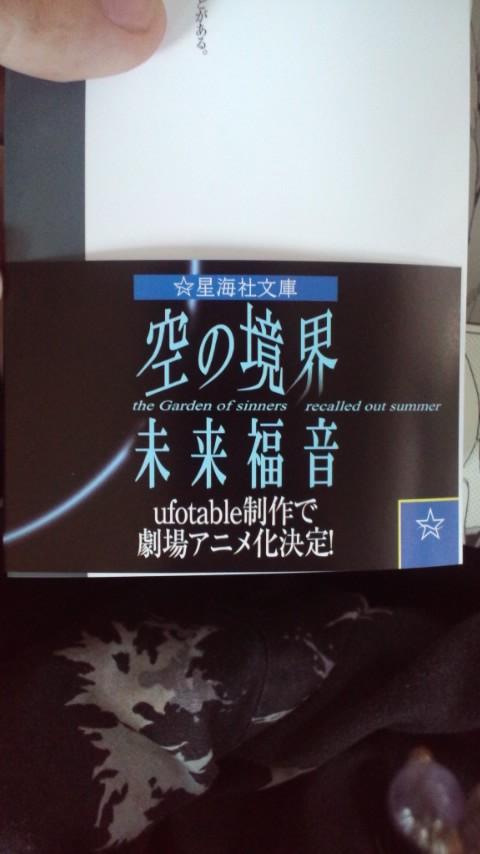 とがある。
☆星海社文庫
空の境界
the Garden of sinners recalled out summer
未来福音
ufotable制作で
劇場アニメ化決定!